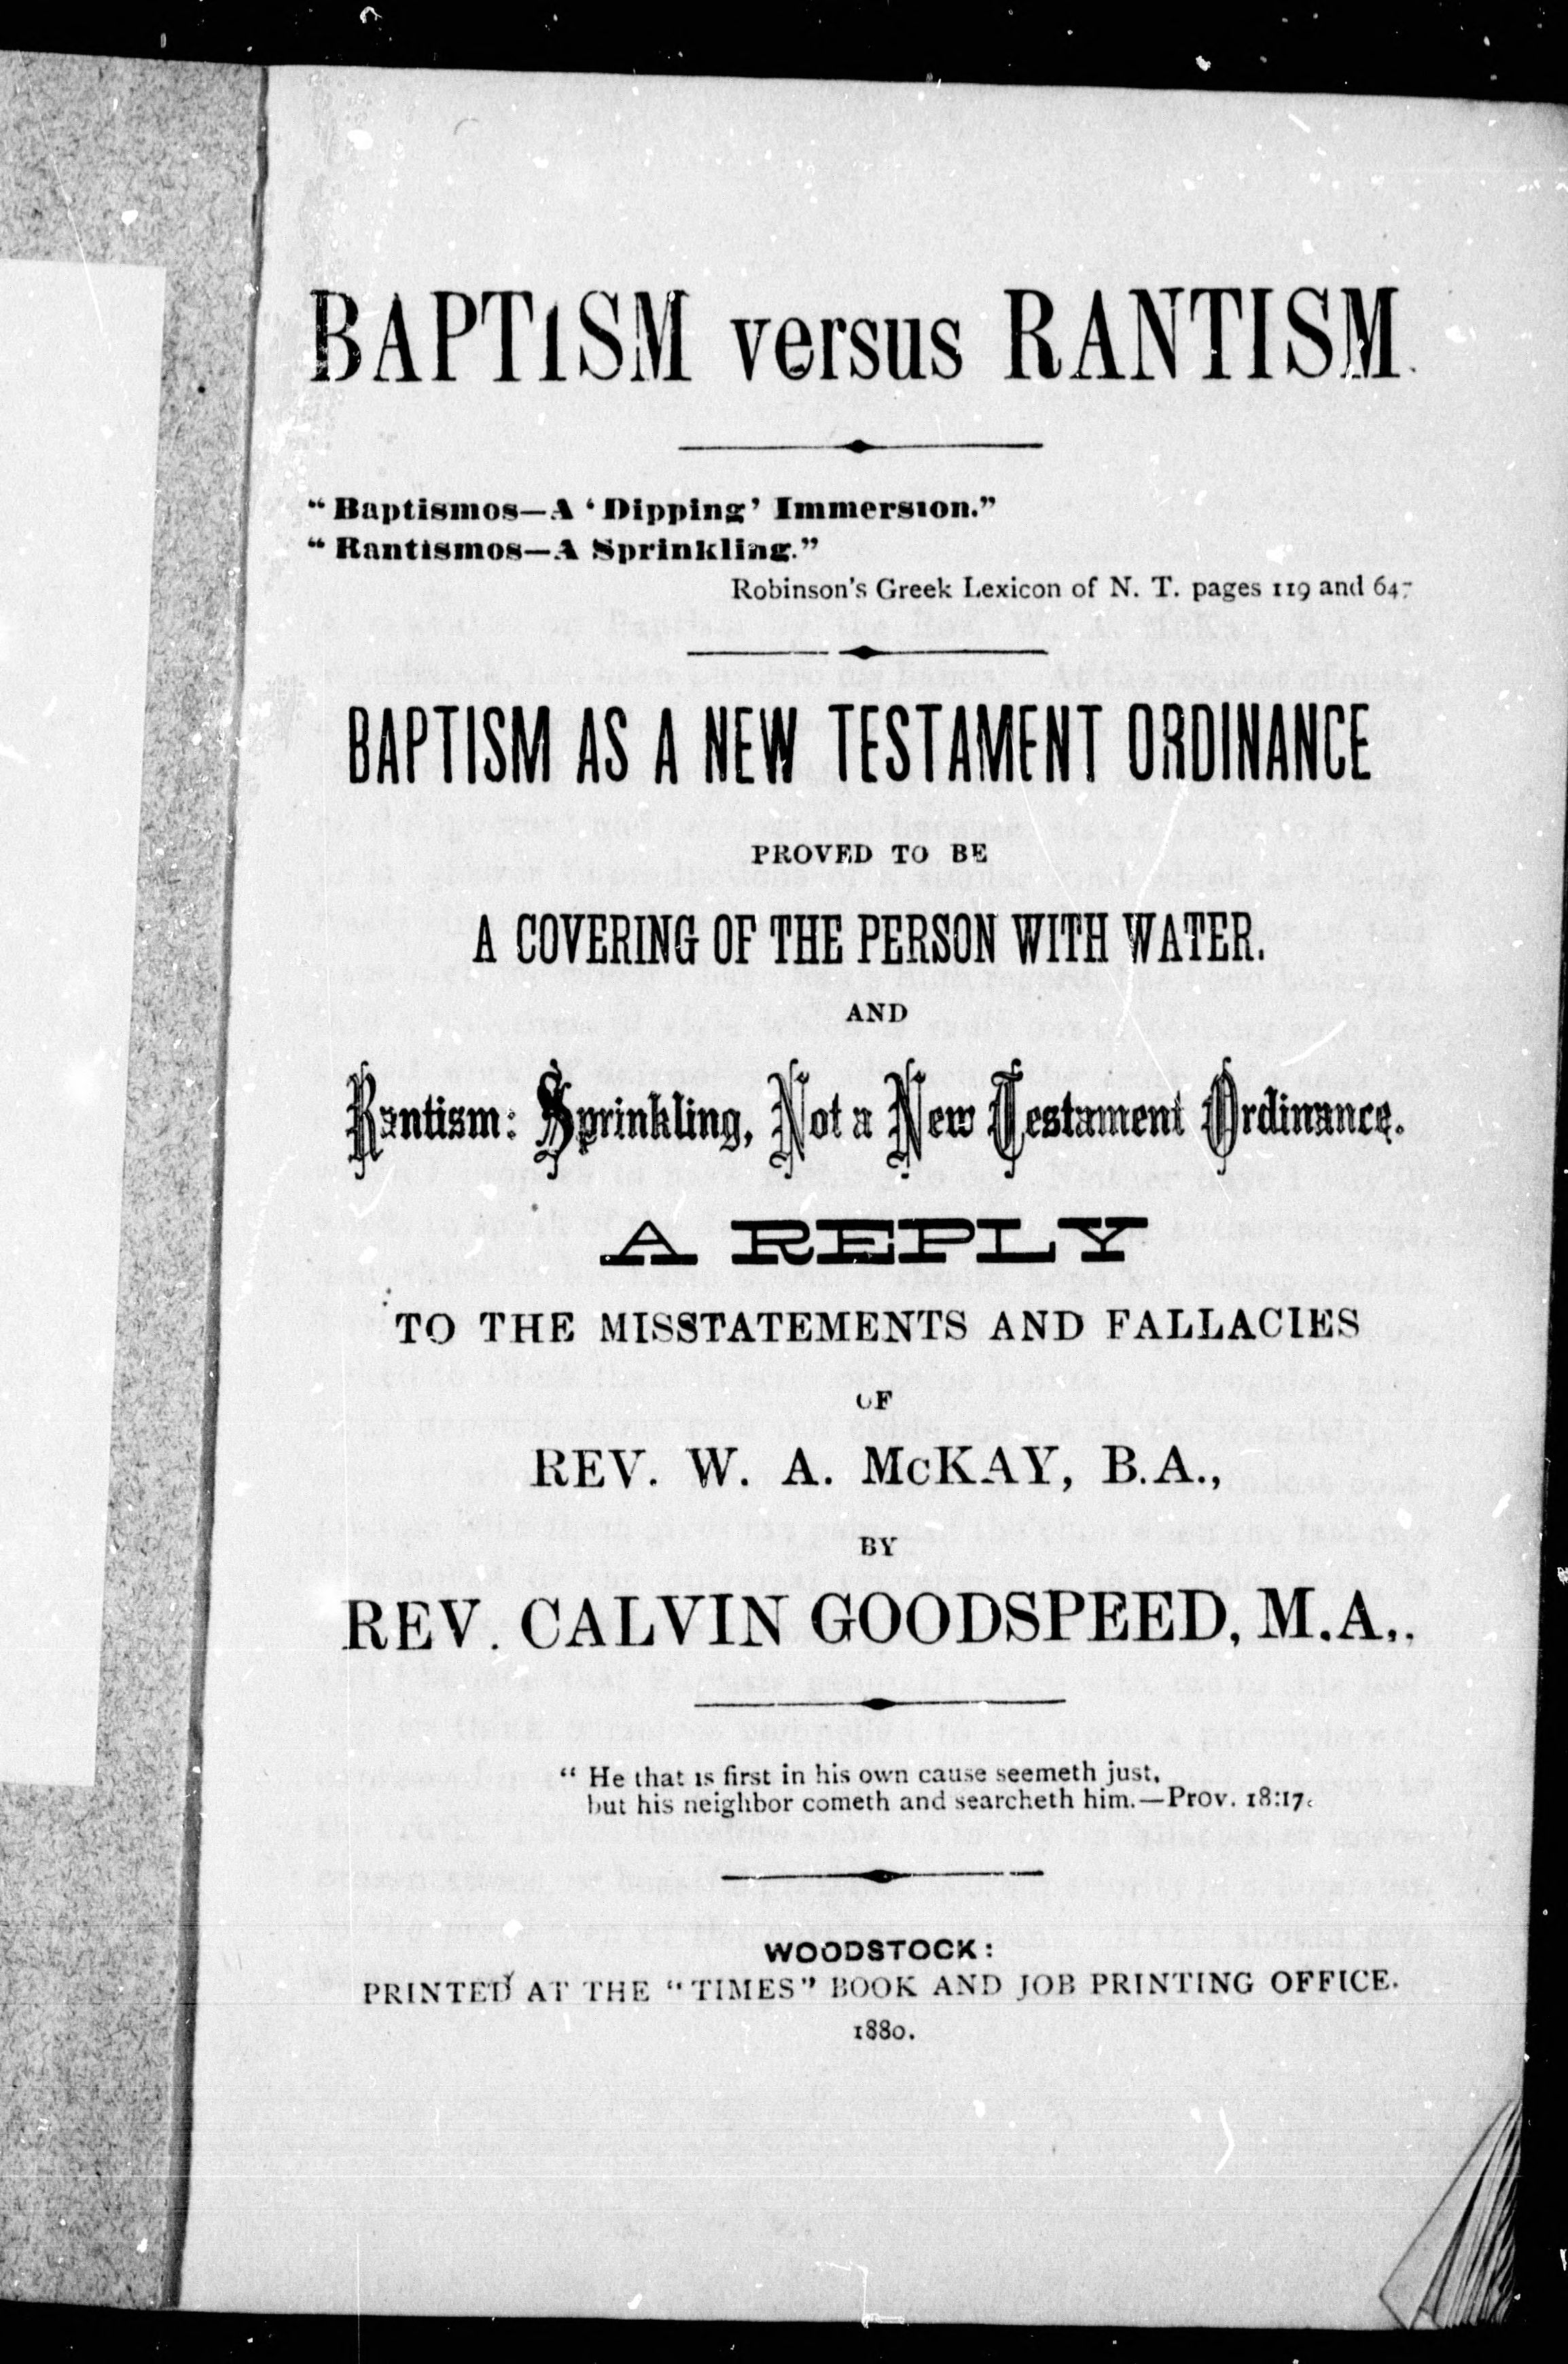 BAPTISM versus RANTISM.
“Baptismos—A ‘Dipping’ Immersion.”
“Rantismos—A Sprinkling.”
Robinson's Greek Lexicon of N. T. pages 119 and 647
BAPTISM AS A NEW TESTAMENT ORDINANCE
PROVED TO BE
A COVERING OF THE PERSON WITH WATER.
AND
Rantism: Sprinkling, Not a New Testament Ordinance.
A REPLY
TO THE MISSTATEMENTS AND FALLACIES
OF
REV. W. A. McKAY, B.A.,
BY
REV. CALVIN GOODSPEED, M.A.,.
“ He that is first in his own cause seemeth just,
but his neighbor cometh and searcheth him.—Prov. 18:17.
WOODSTOCK:
PRINTED AT THE “TIMES” BOOK AND JOB PRINTING OFFICE.
1880.